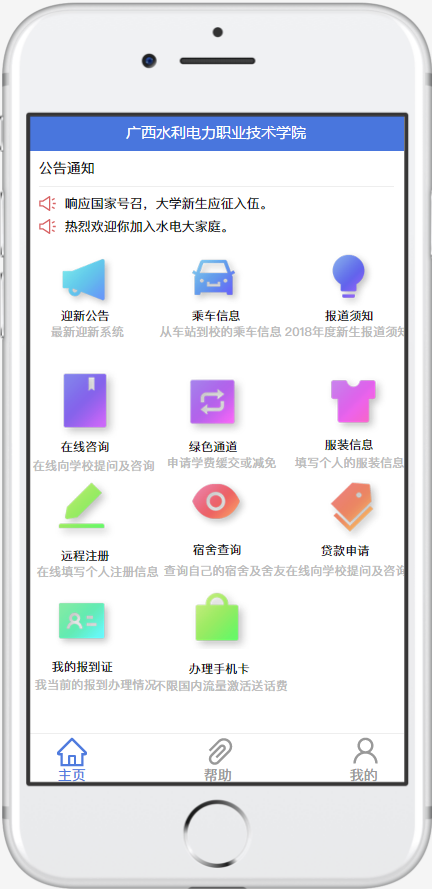 广西水利电力职业技术学院
公告通知
响应国家号召，大学新生应征入伍。
热烈欢迎你加入水电大家庭。
迎新公告
最新迎新系统
乘车信息
从车站到校的乘车信息
报道须知
2018年度新生报道须知
在线咨询
在线向学校提问及咨询
绿色通道
申请学费缓交或减免
服装信息
填写个人的服装信息
远程注册
在线填写个人注册信息
宿舍查询
查询自己的宿舍及舍友
贷款申请
在线向学校提问及咨询
我的报到证
我当前的报到办理情况
办理手机卡
不限国内流量激活送话费
主页
帮助
我的